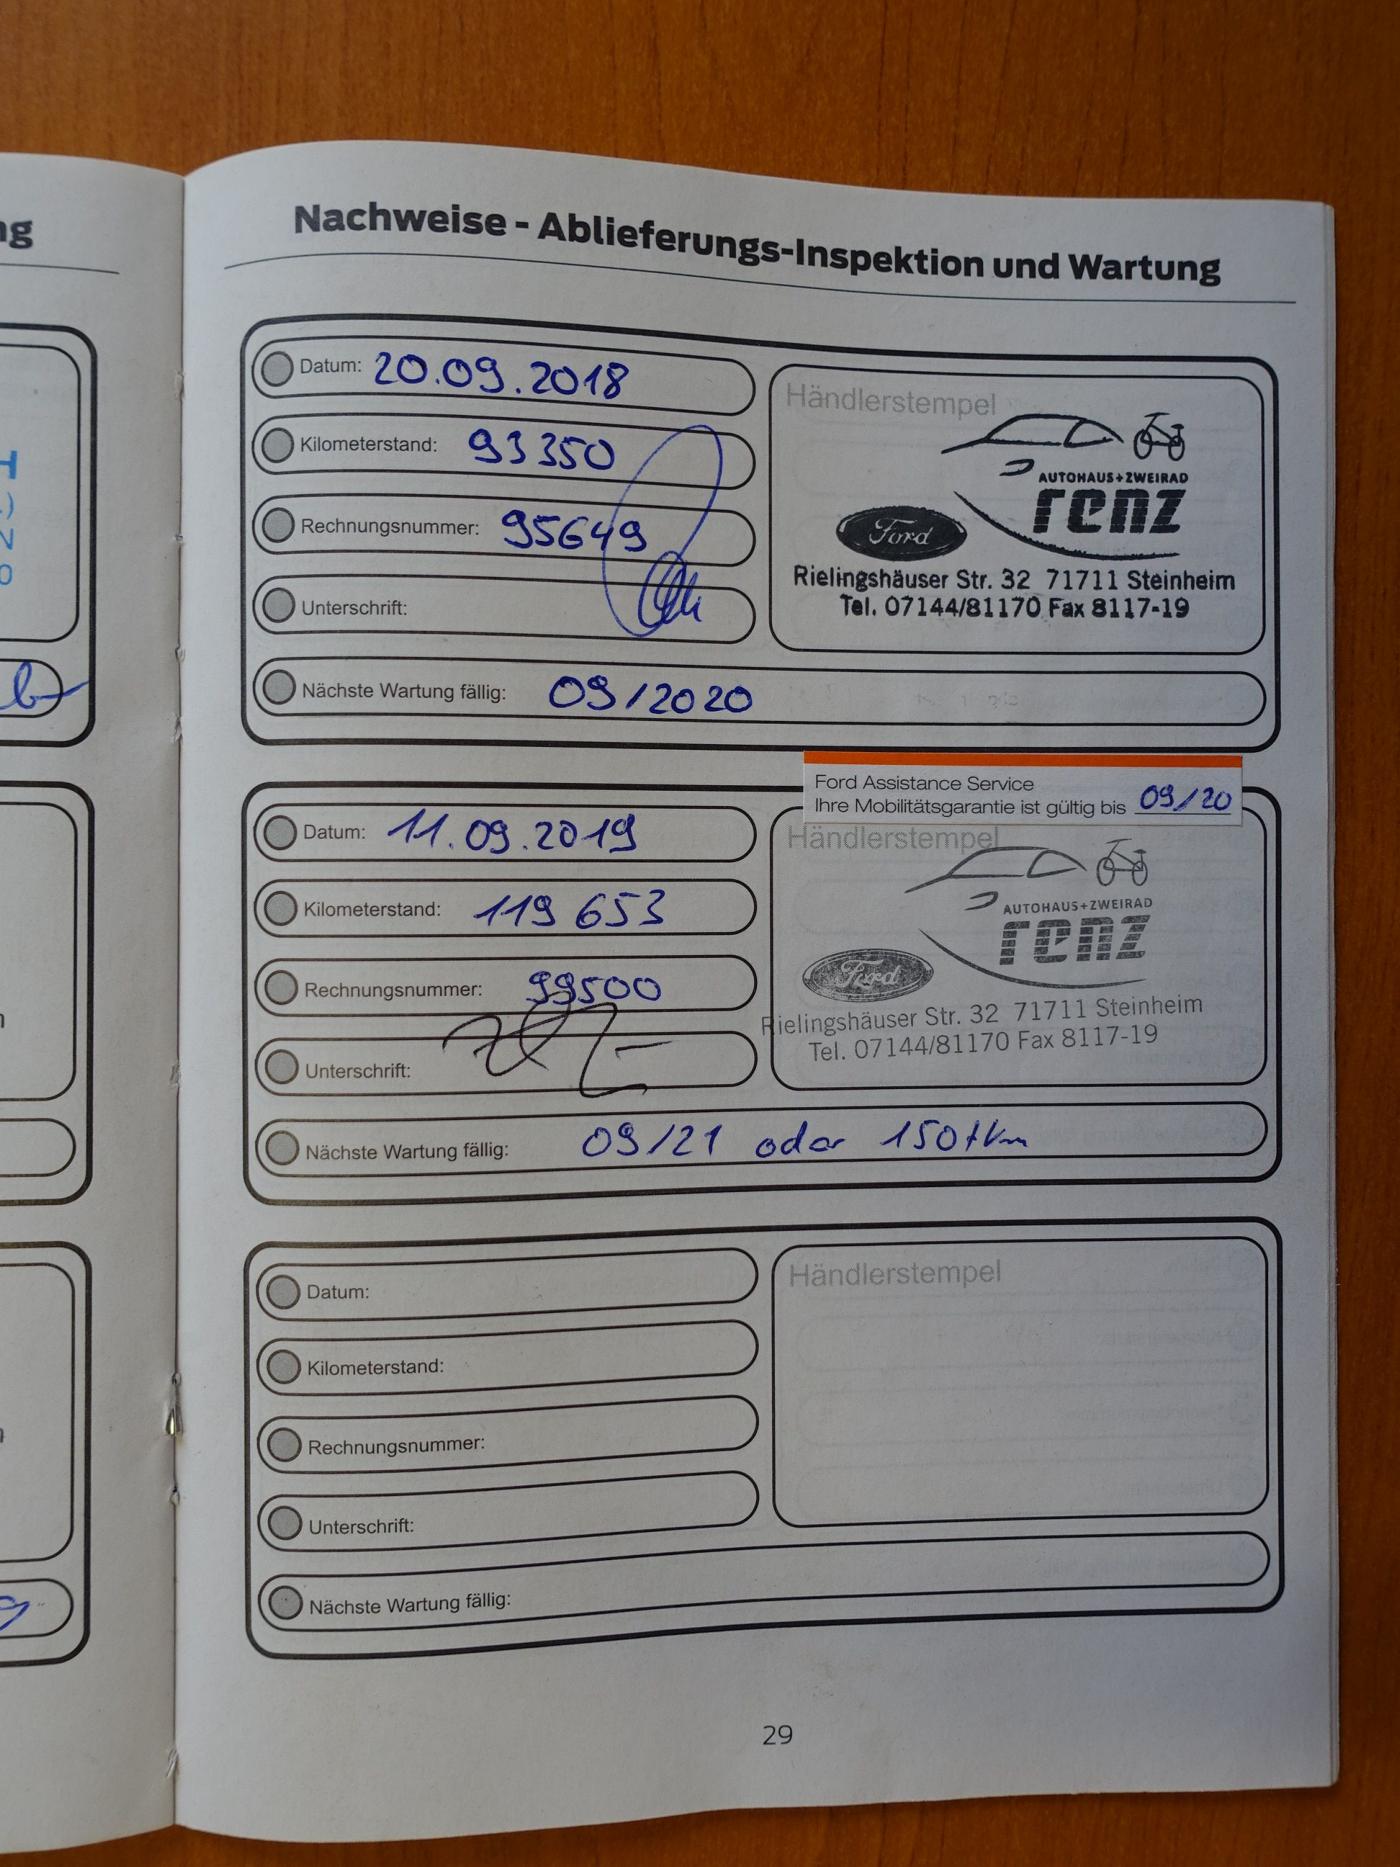 ng
Nachweise - Ablieferungs-Inspektion und Wartung
Datum: 20.09.2018
Kilometerstand: 93350
Rechnungsnummer: 95649
Unterschrift:
Nächste Wartung fällig: 09/2020
Händlerstempel
AUTOHAUS+ZWEIRAD
renz
Ford
Rielingshäuser Str. 32 71711 Steinheim
Tel. 07144/81170 Fax 8117-19
Ford Assistance Service
Ihre Mobilitätsgarantie ist gültig bis 09/20
Datum: 11.09.2019
Kilometerstand: 119 653
Rechnungsnummer: 99500
Unterschrift:
Nächste Wartung fällig: 09/21 oder 150tkm
Händlerstempel
AUTOHAUS+ZWEIRAD
renz
Ford
Rielingshäuser Str. 32 71711 Steinheim
Tel. 07144/81170 Fax 8117-19
Datum:
Kilometerstand:
Rechnungsnummer:
Unterschrift:
Nächste Wartung fällig:
Händlerstempel
29